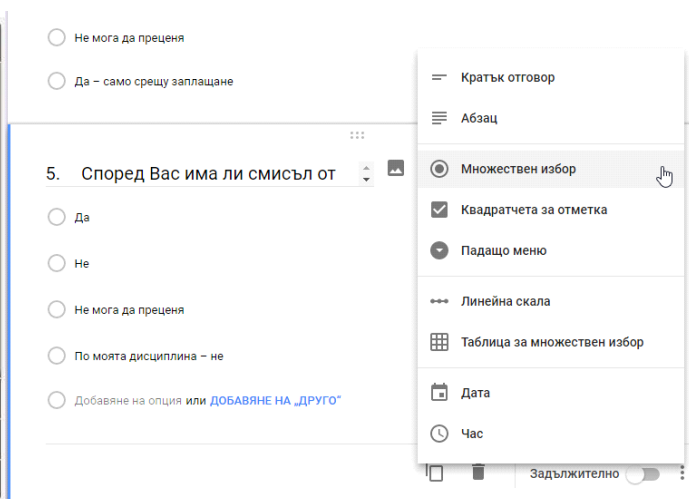 Не мога да преценя
Да – само срещу заплащане
5. Според Вас има ли смисъл от
Да
Не
Не мога да преценя
По моята дисциплина – не
Добавяне на опция или ДОБАВЯНЕ НА „ДРУГО“
Кратък отговор
Абзац
Множествен избор
Квадратчета за отметка
Падащо меню
Линейна скала
Таблица за множествен избор
Дата
Час
Задължително